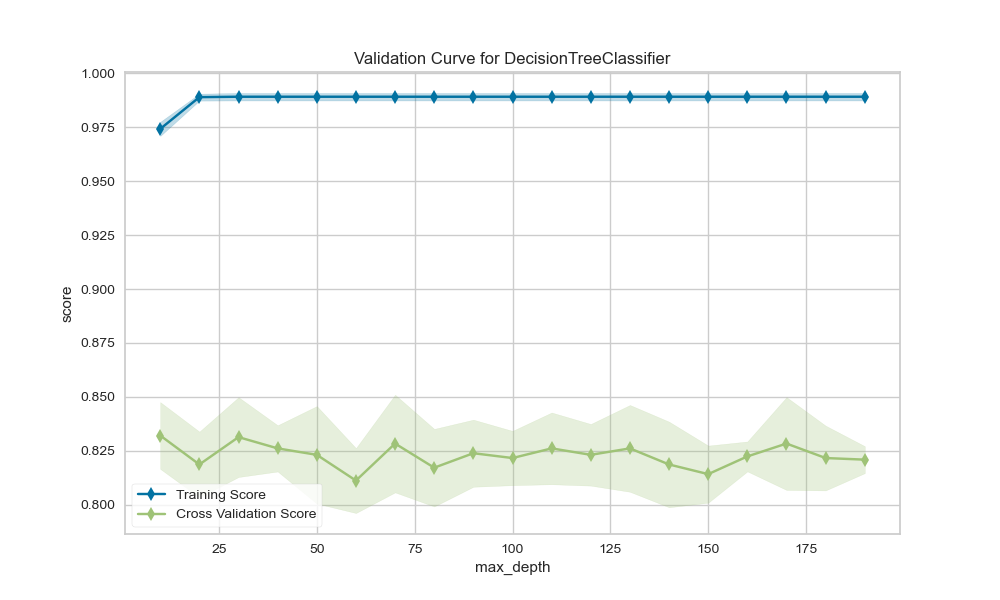 Validation Curve for DecisionTreeClassifier
1.000
0.975
0.950
0.925
0.900
0.875
0.850
0.825
0.800
score
Training Score
Cross Validation Score
25 50 75 100 125 150 175
max_depth